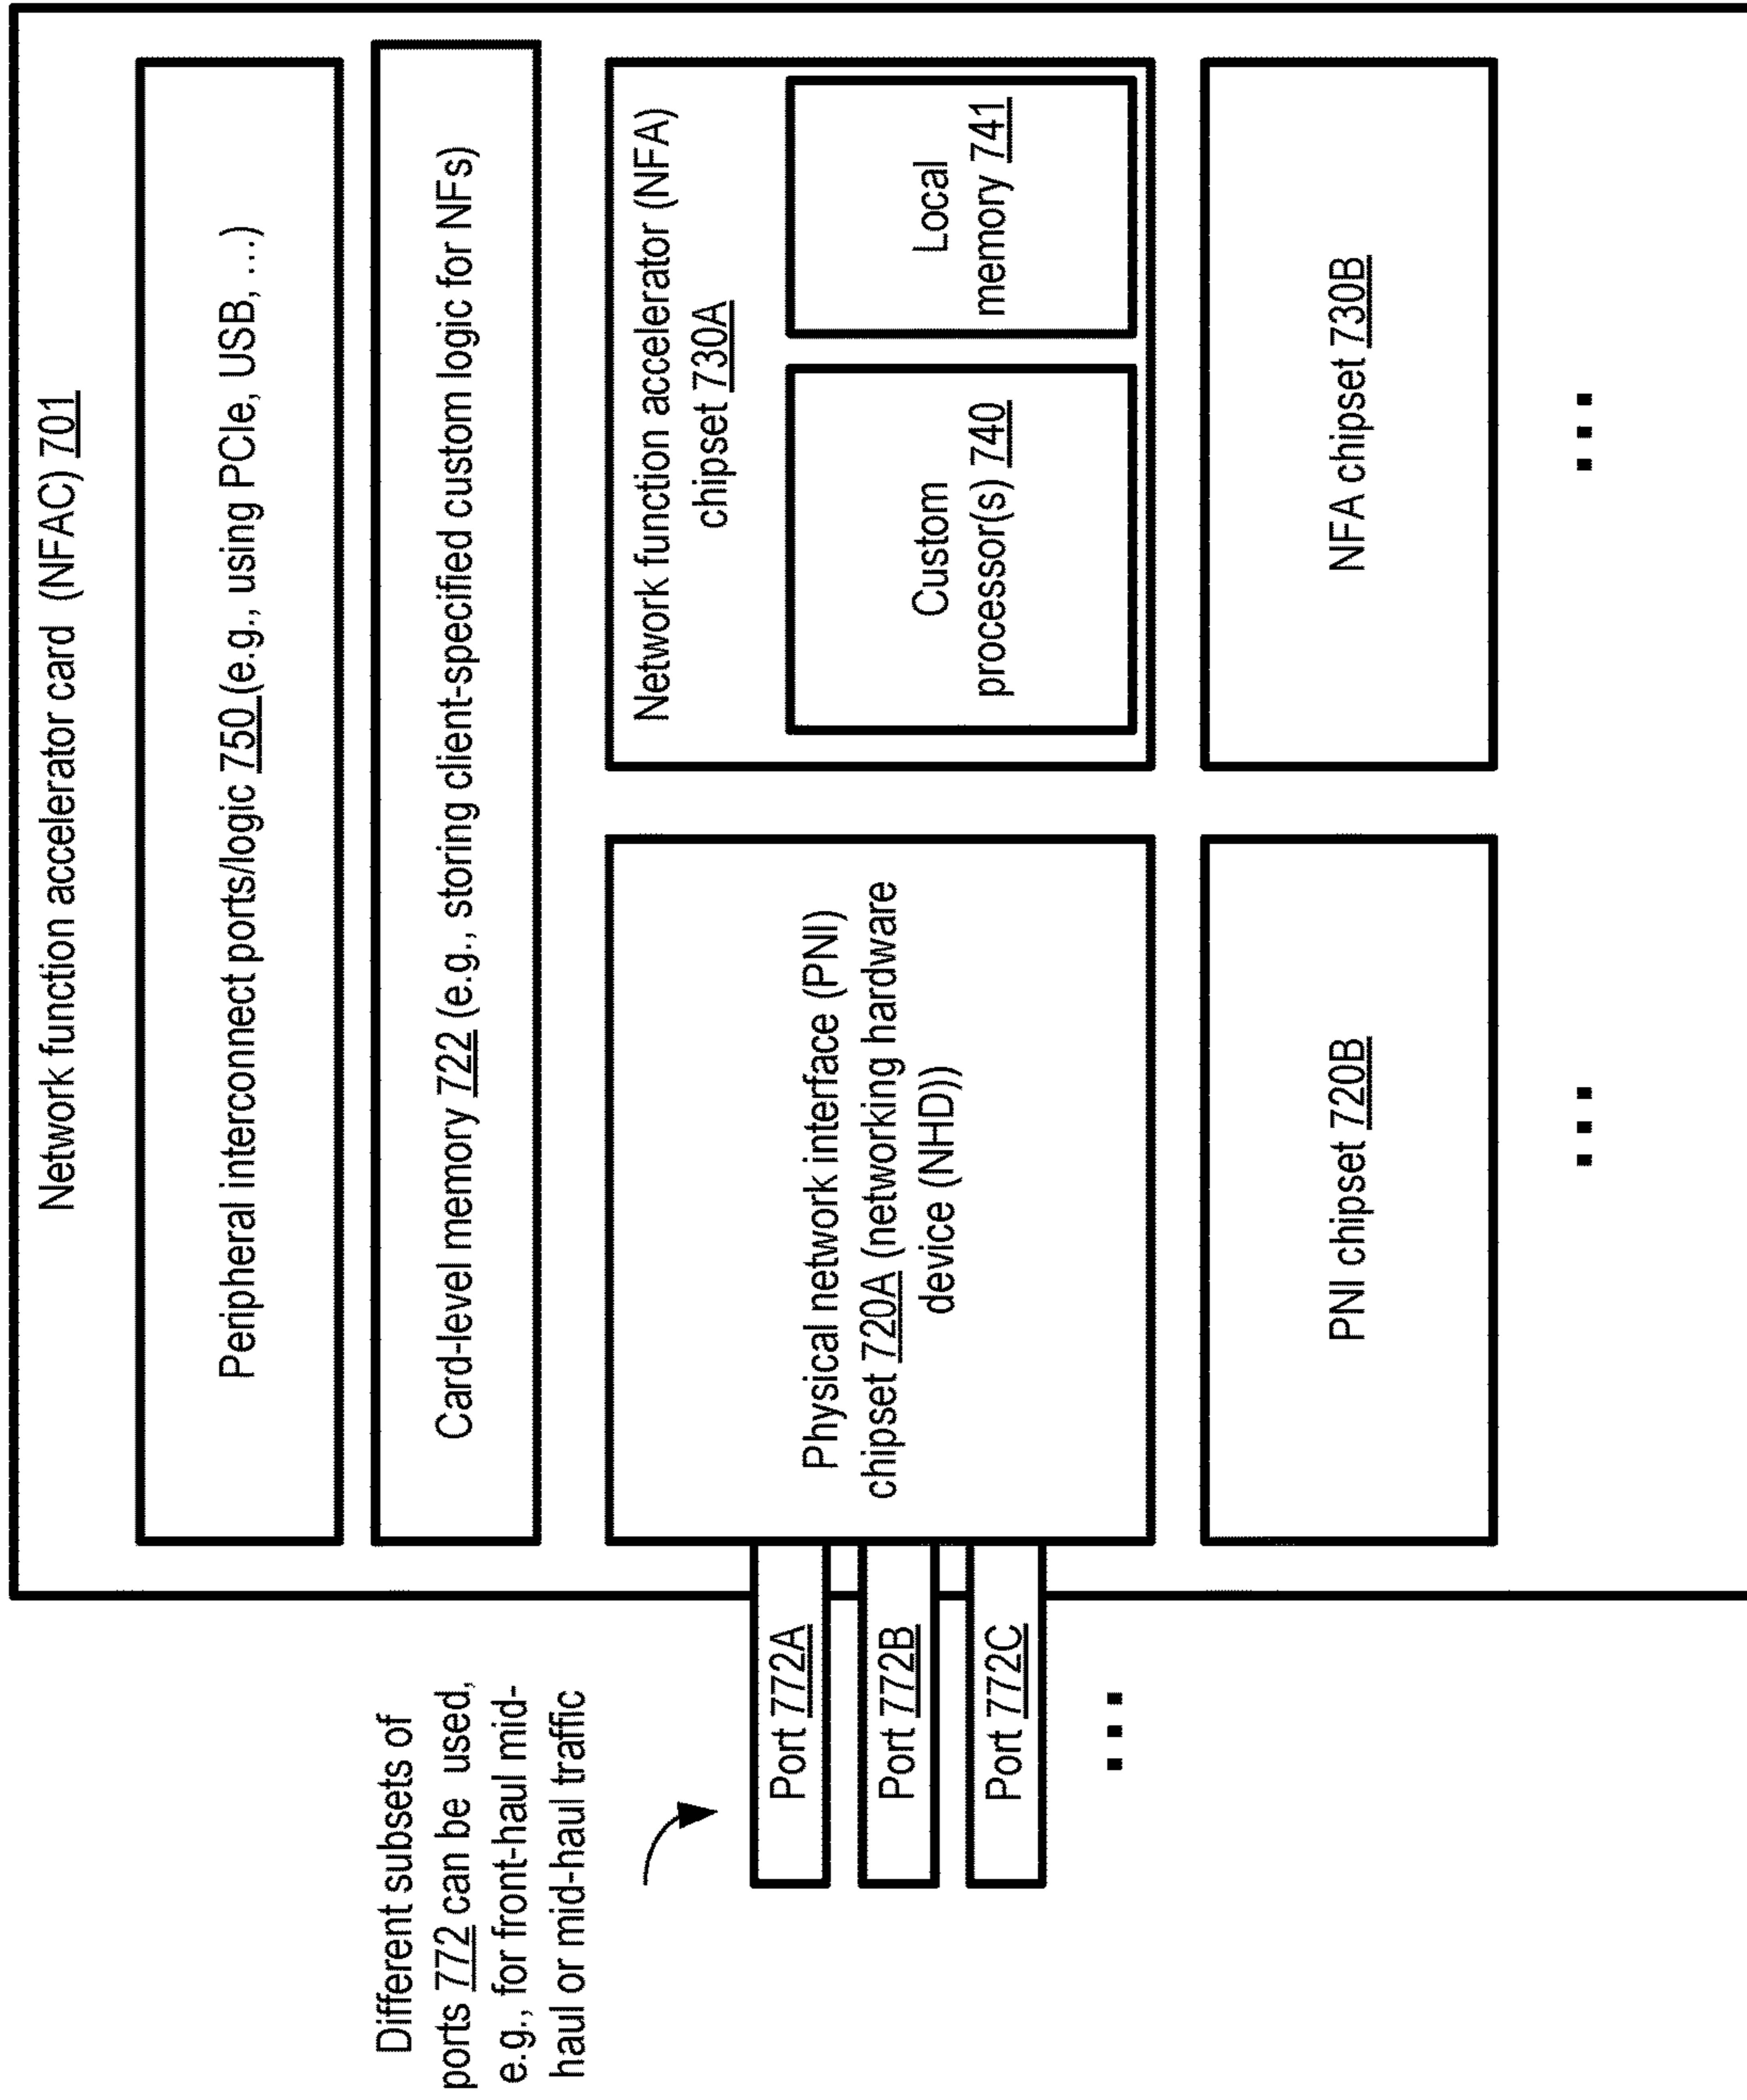 Network function accelerator card (NFAC) 701
Peripheral interconnect ports/logic 750 (e.g., using PCIe, USB, …)
Card-level memory 722 (e.g., storing client-specified custom logic for NFs)
Different subsets of
ports 772 can be used,
e.g., for front-haul mid-
haul or mid-haul traffic
Port 772A
Port 772B
Port 772C
Physical network interface (PNI)
chipset 720A (networking hardware
device (NHD))
Network function accelerator (NFA)
chipset 730A
Custom
processor(s) 740
Local
memory 741
PNI chipset 720B
NFA chipset 730B